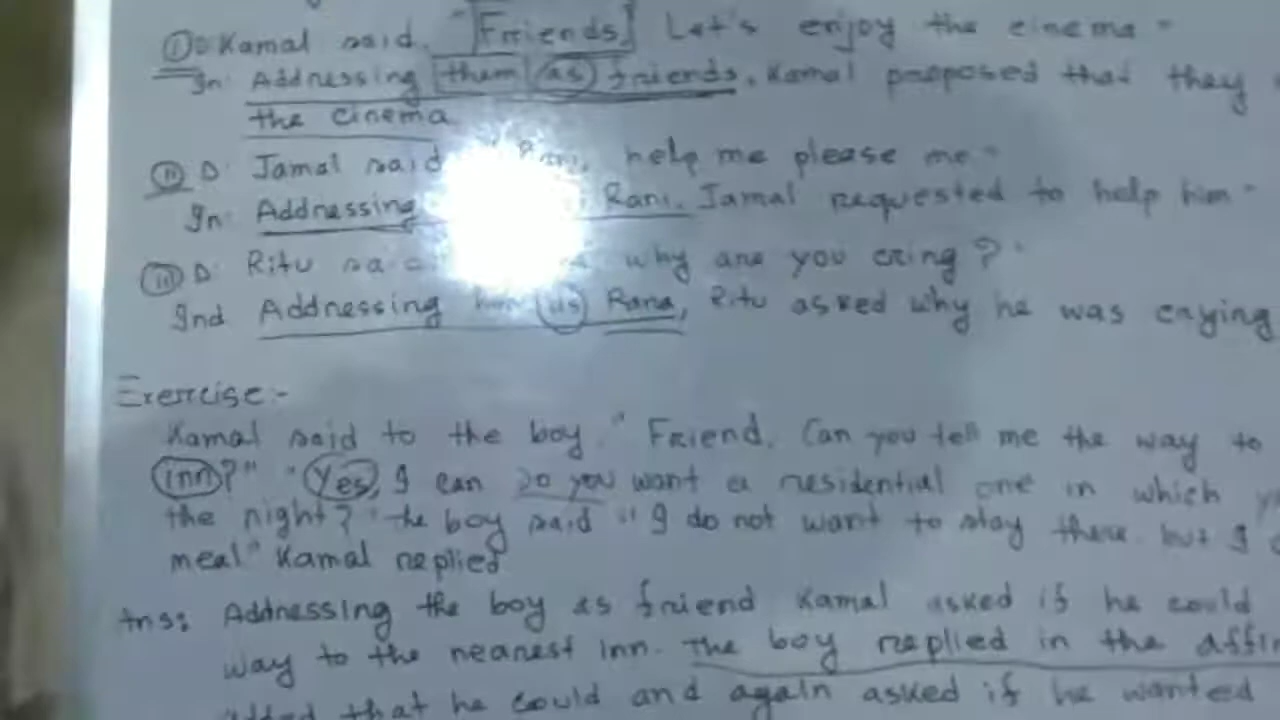 (i) D: Kamal said, "Friends, Let's enjoy the cinema"
In: Addressing them as friends, Kamal proposed that they
the cinema
(ii) D: Jamal said help me please me"
In: Addressing Rani, Jamal requested to help him"
(iii) D: Ritu why are you cring?"
Ind Addressing him as Rana, Ritu asked why he was crying
Exercise:-
Kamal said to the boy, "Friend, Can you tell me the way to
inn?" "Yes, I can Do you want a residential one in which
the night? the boy said "I do not want to stay there but I
meal" Kamal replied
Ans: Addressing the boy as friend Kamal asked if he could
way to the nearest inn. The boy replied in the
added that he could and again asked if he wanted